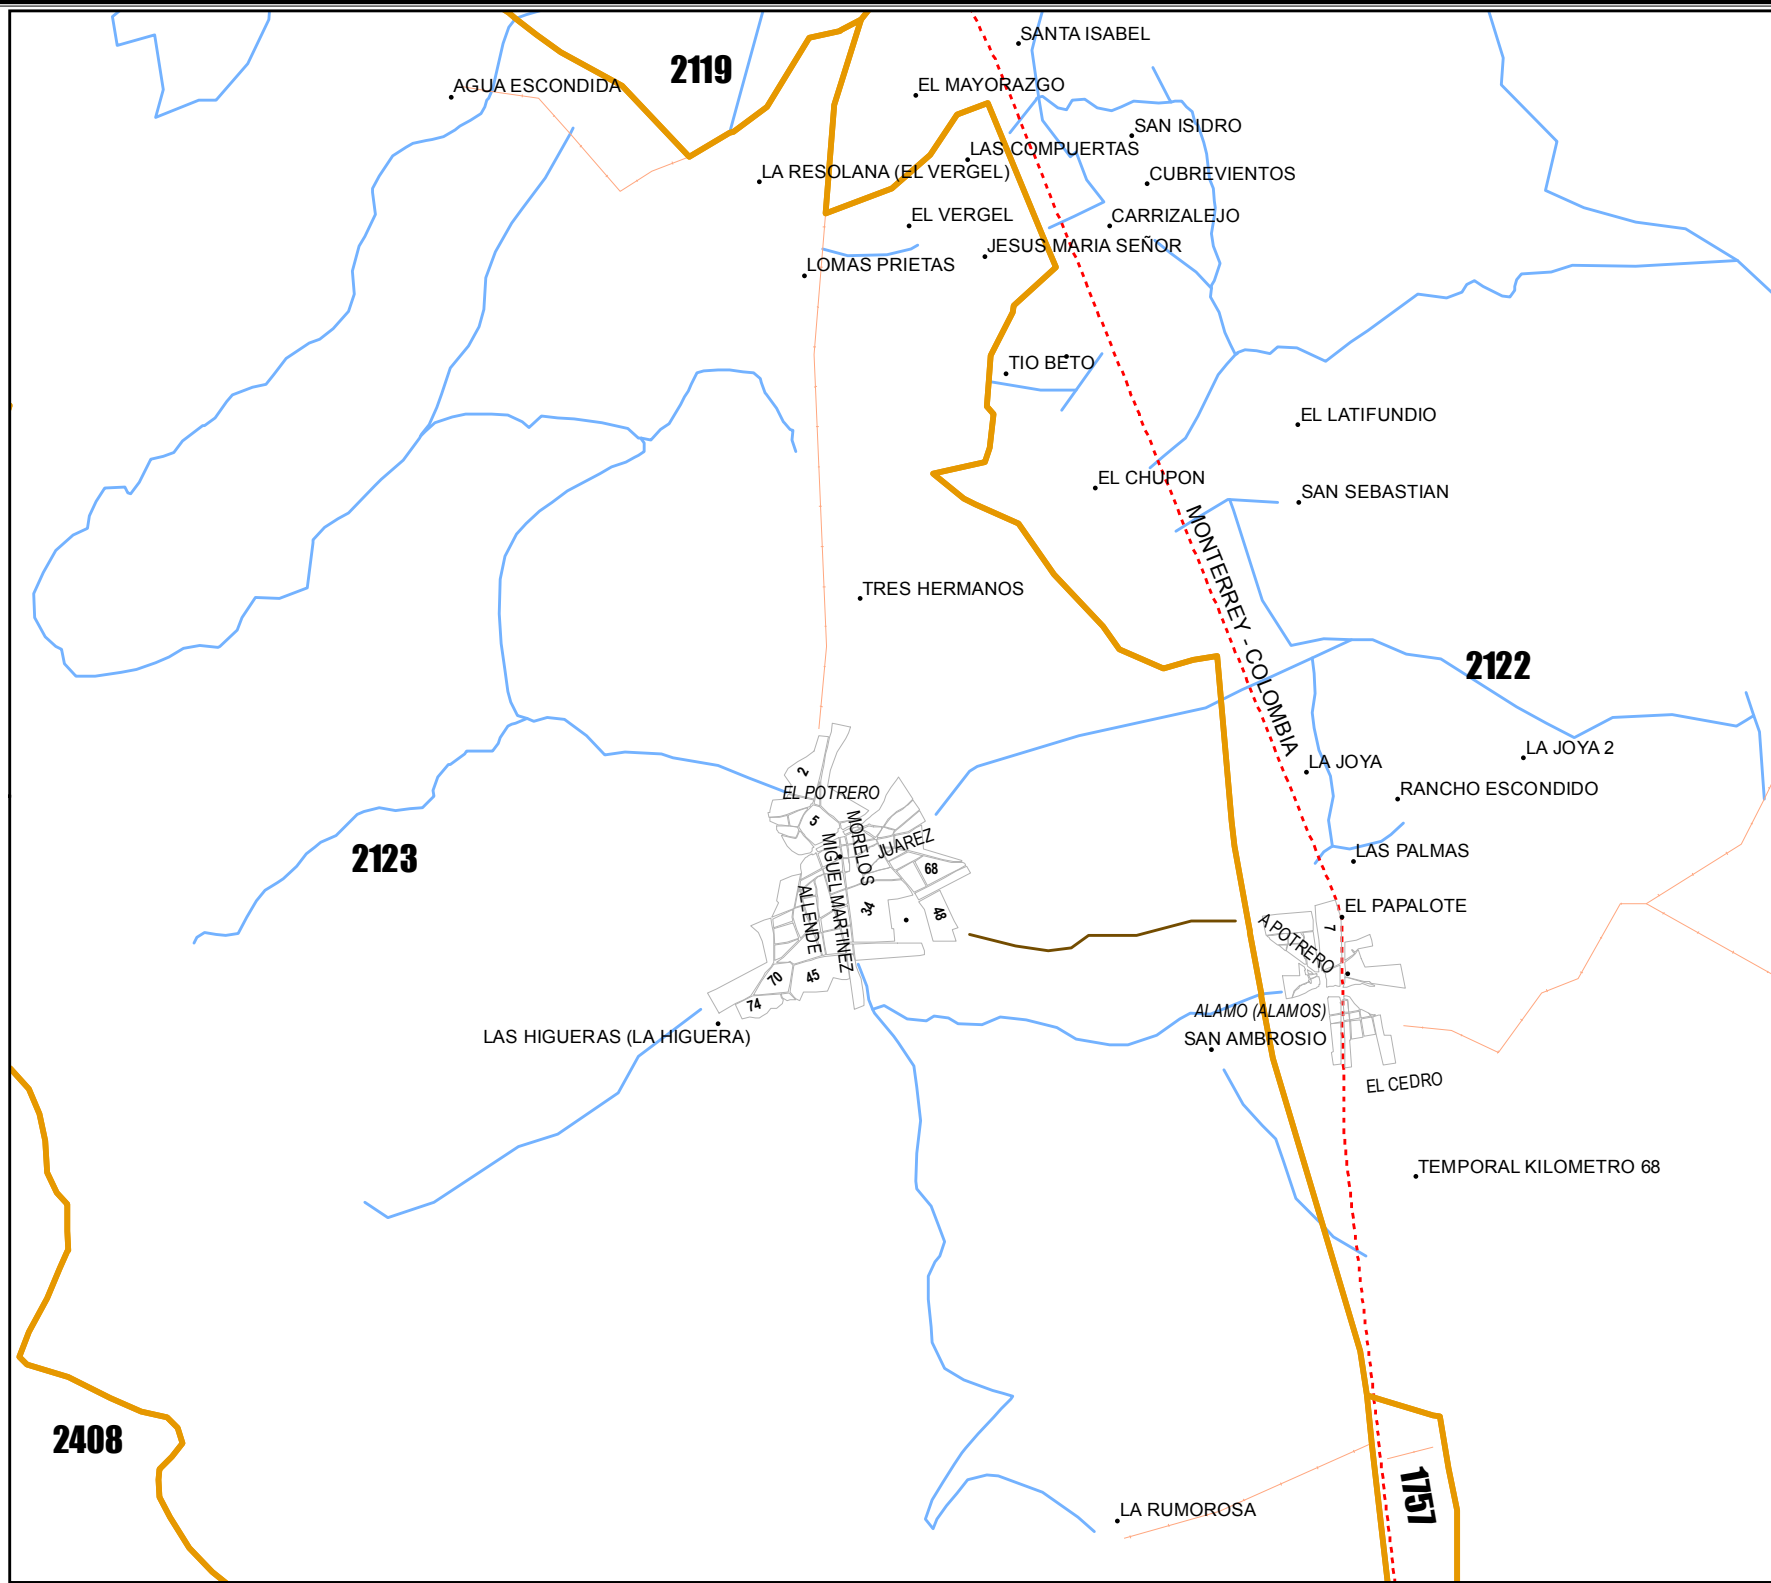 SANTA ISABEL
2119
AGUA ESCONDIDA
EL MAYORAZGO
SAN ISIDRO
LAS COMPUERTAS
LA RESOLANA (EL VERGEL)
CUBREVIENTOS
EL VERGEL
CARRIZALEJO
JESUS MARIA SEÑOR
LOMAS PRIETAS
TIO BETO
EL LATIFUNDIO
EL CHUPON
SAN SEBASTIAN
MONTERREY - COLOMBIA
TRES HERMANOS
2122
LA JOYA 2
LA JOYA
2
EL POTRERO
RANCHO ESCONDIDO
5
MORELOS
JUAREZ
MIGUEL MARTINEZ
2123
LAS PALMAS
68
ALLENDE
34
48
EL PAPALOTE
7
A POTRERO
70
45
74
ALAMO (ALAMOS)
LAS HIGUERAS (LA HIGUERA)
SAN AMBROSIO
EL CEDRO
TEMPORAL KILOMETRO 68
2408
1757
LA RUMOROSA